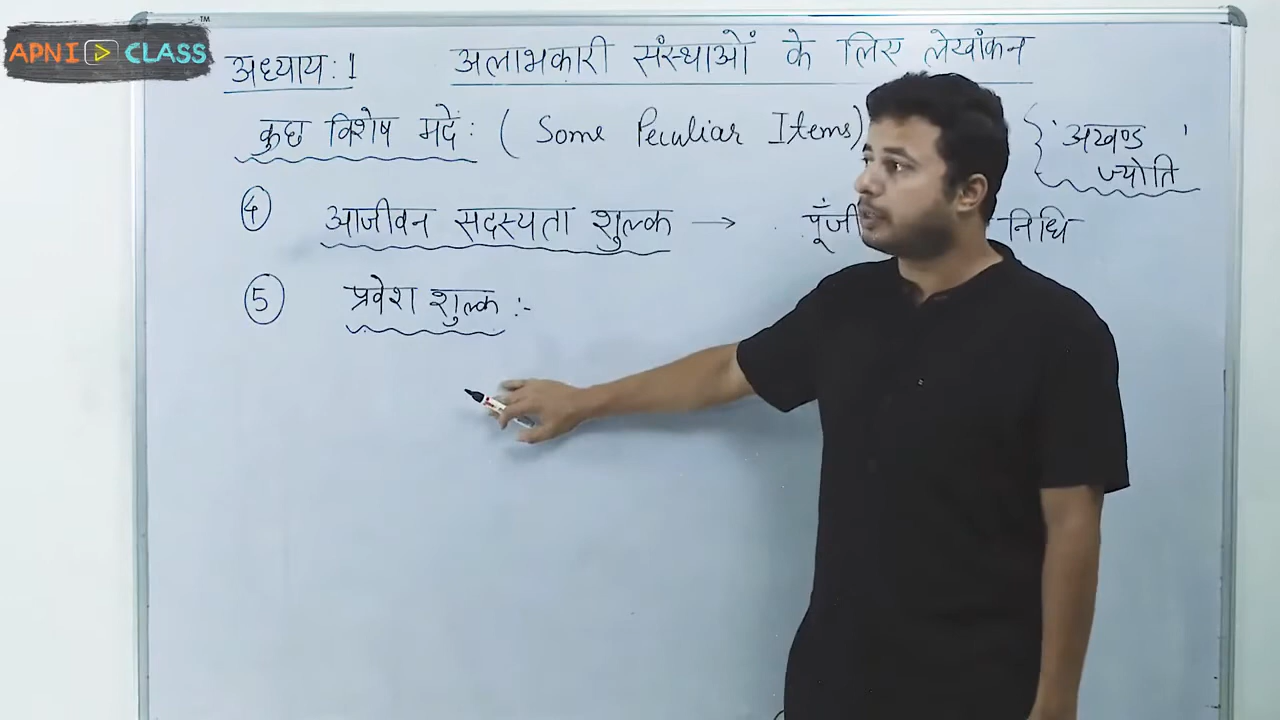 APNI CLASS ™
अध्याय: 1 अलाभकारी संस्थाओं के लिए लेखांकन
कुछ विशेष मदें: ( Some Peculiar Items) { 'अखण्ड ज्योति'
④ आजीवन सदस्यता शुल्क → पूँजी निधि
⑤ प्रवेश शुल्क :-